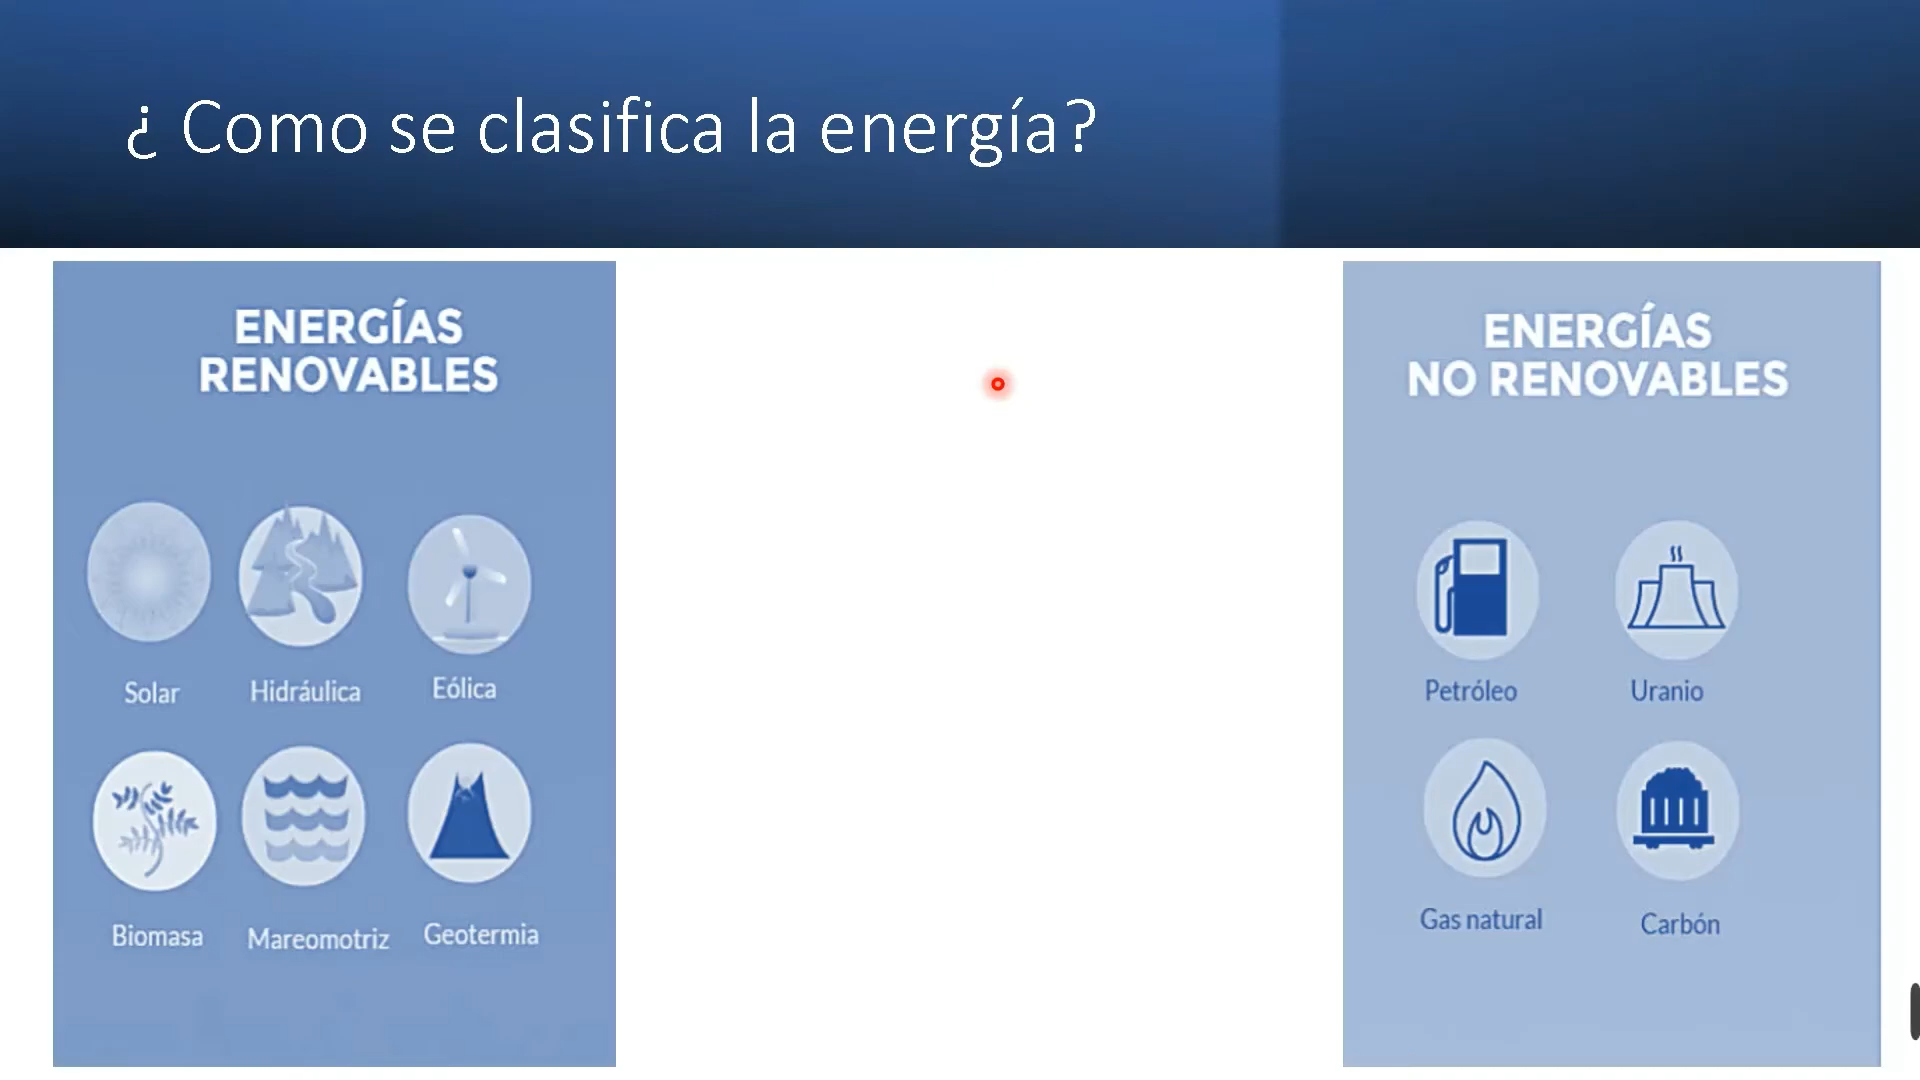 ¿ Como se clasifica la energía?
ENERGÍAS
RENOVABLES
Solar
Hidráulica
Eólica
Biomasa
Mareomotriz
Geotermia
ENERGÍAS
NO RENOVABLES
Petróleo
Uranio
Gas natural
Carbón